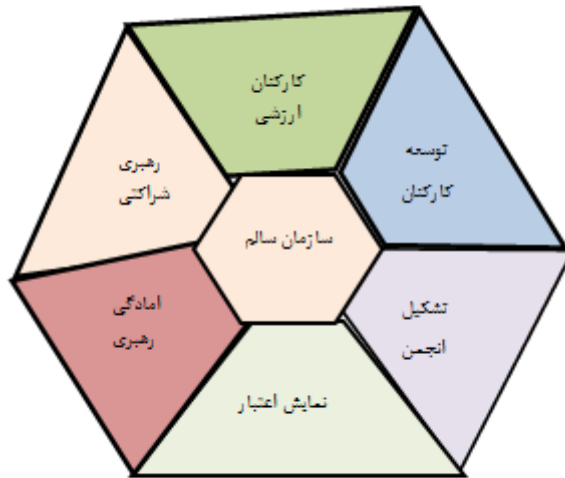 کارکنان
ارزشی
توسعه
کارکنان
رهبری
شراکتی
سازمان سالم
امادگی
رهبری
تشکیل
انجمن
نمایش اعتبار